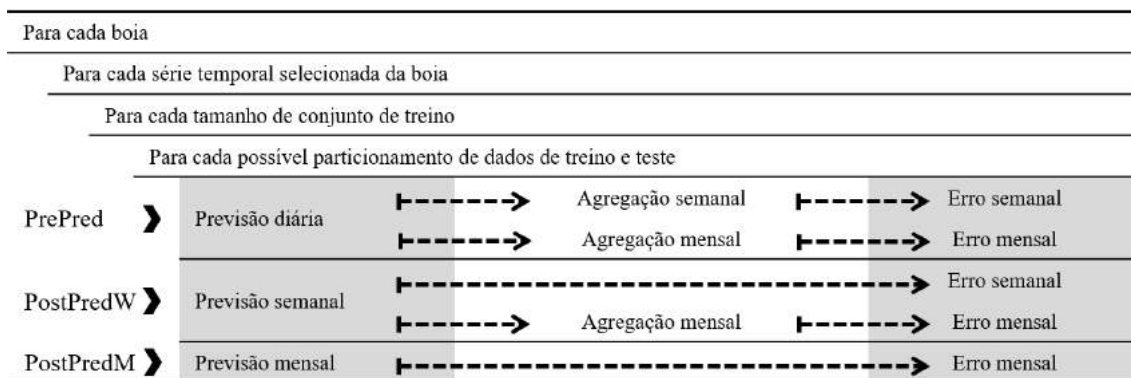 Para cada boia
Para cada série temporal selecionada da boia
Para cada tamanho de conjunto de treino
Para cada possível particionamento de dados de treino e teste
PrePred Previsão diária Agregação semanal Erro semanal
Agregação mensal Erro mensal
PostPredW Previsão semanal Erro semanal
Agregação mensal Erro mensal
PostPredM Previsão mensal Erro mensal